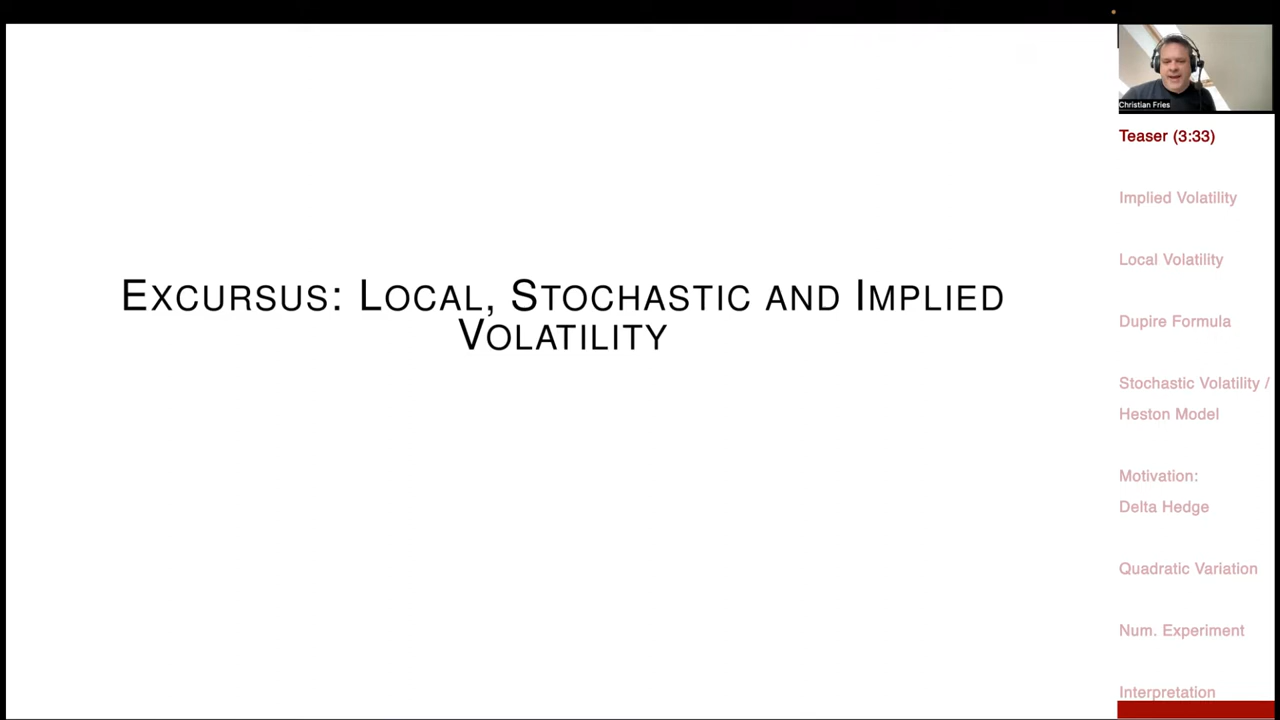 EXCURSUS: LOCAL, STOCHASTIC AND IMPLIED
VOLATILITY
Christian Fries
Teaser (3:33)
Implied Volatility
Local Volatility
Dupire Formula
Stochastic Volatility /
Heston Model
Motivation:
Delta Hedge
Quadratic Variation
Num. Experiment
Interpretation